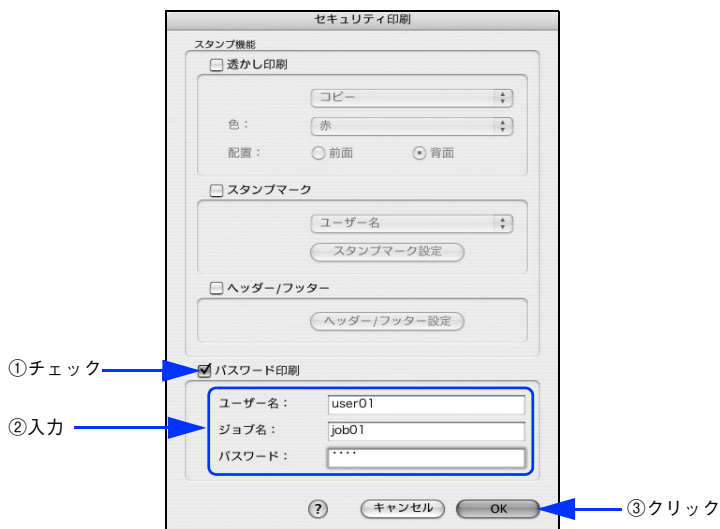 セキュリティ印刷
スタンプ機能
透かし印刷
コピー
色： 赤
配置： 前面 背面
スタンプマーク
ユーザー名
スタンプマーク設定
ヘッダー/フッター
ヘッダー/フッター設定
①チェック パスワード印刷
ユーザー名： user01
②入力 ジョブ名： job01
パスワード： ････
? キャンセル OK ③クリック